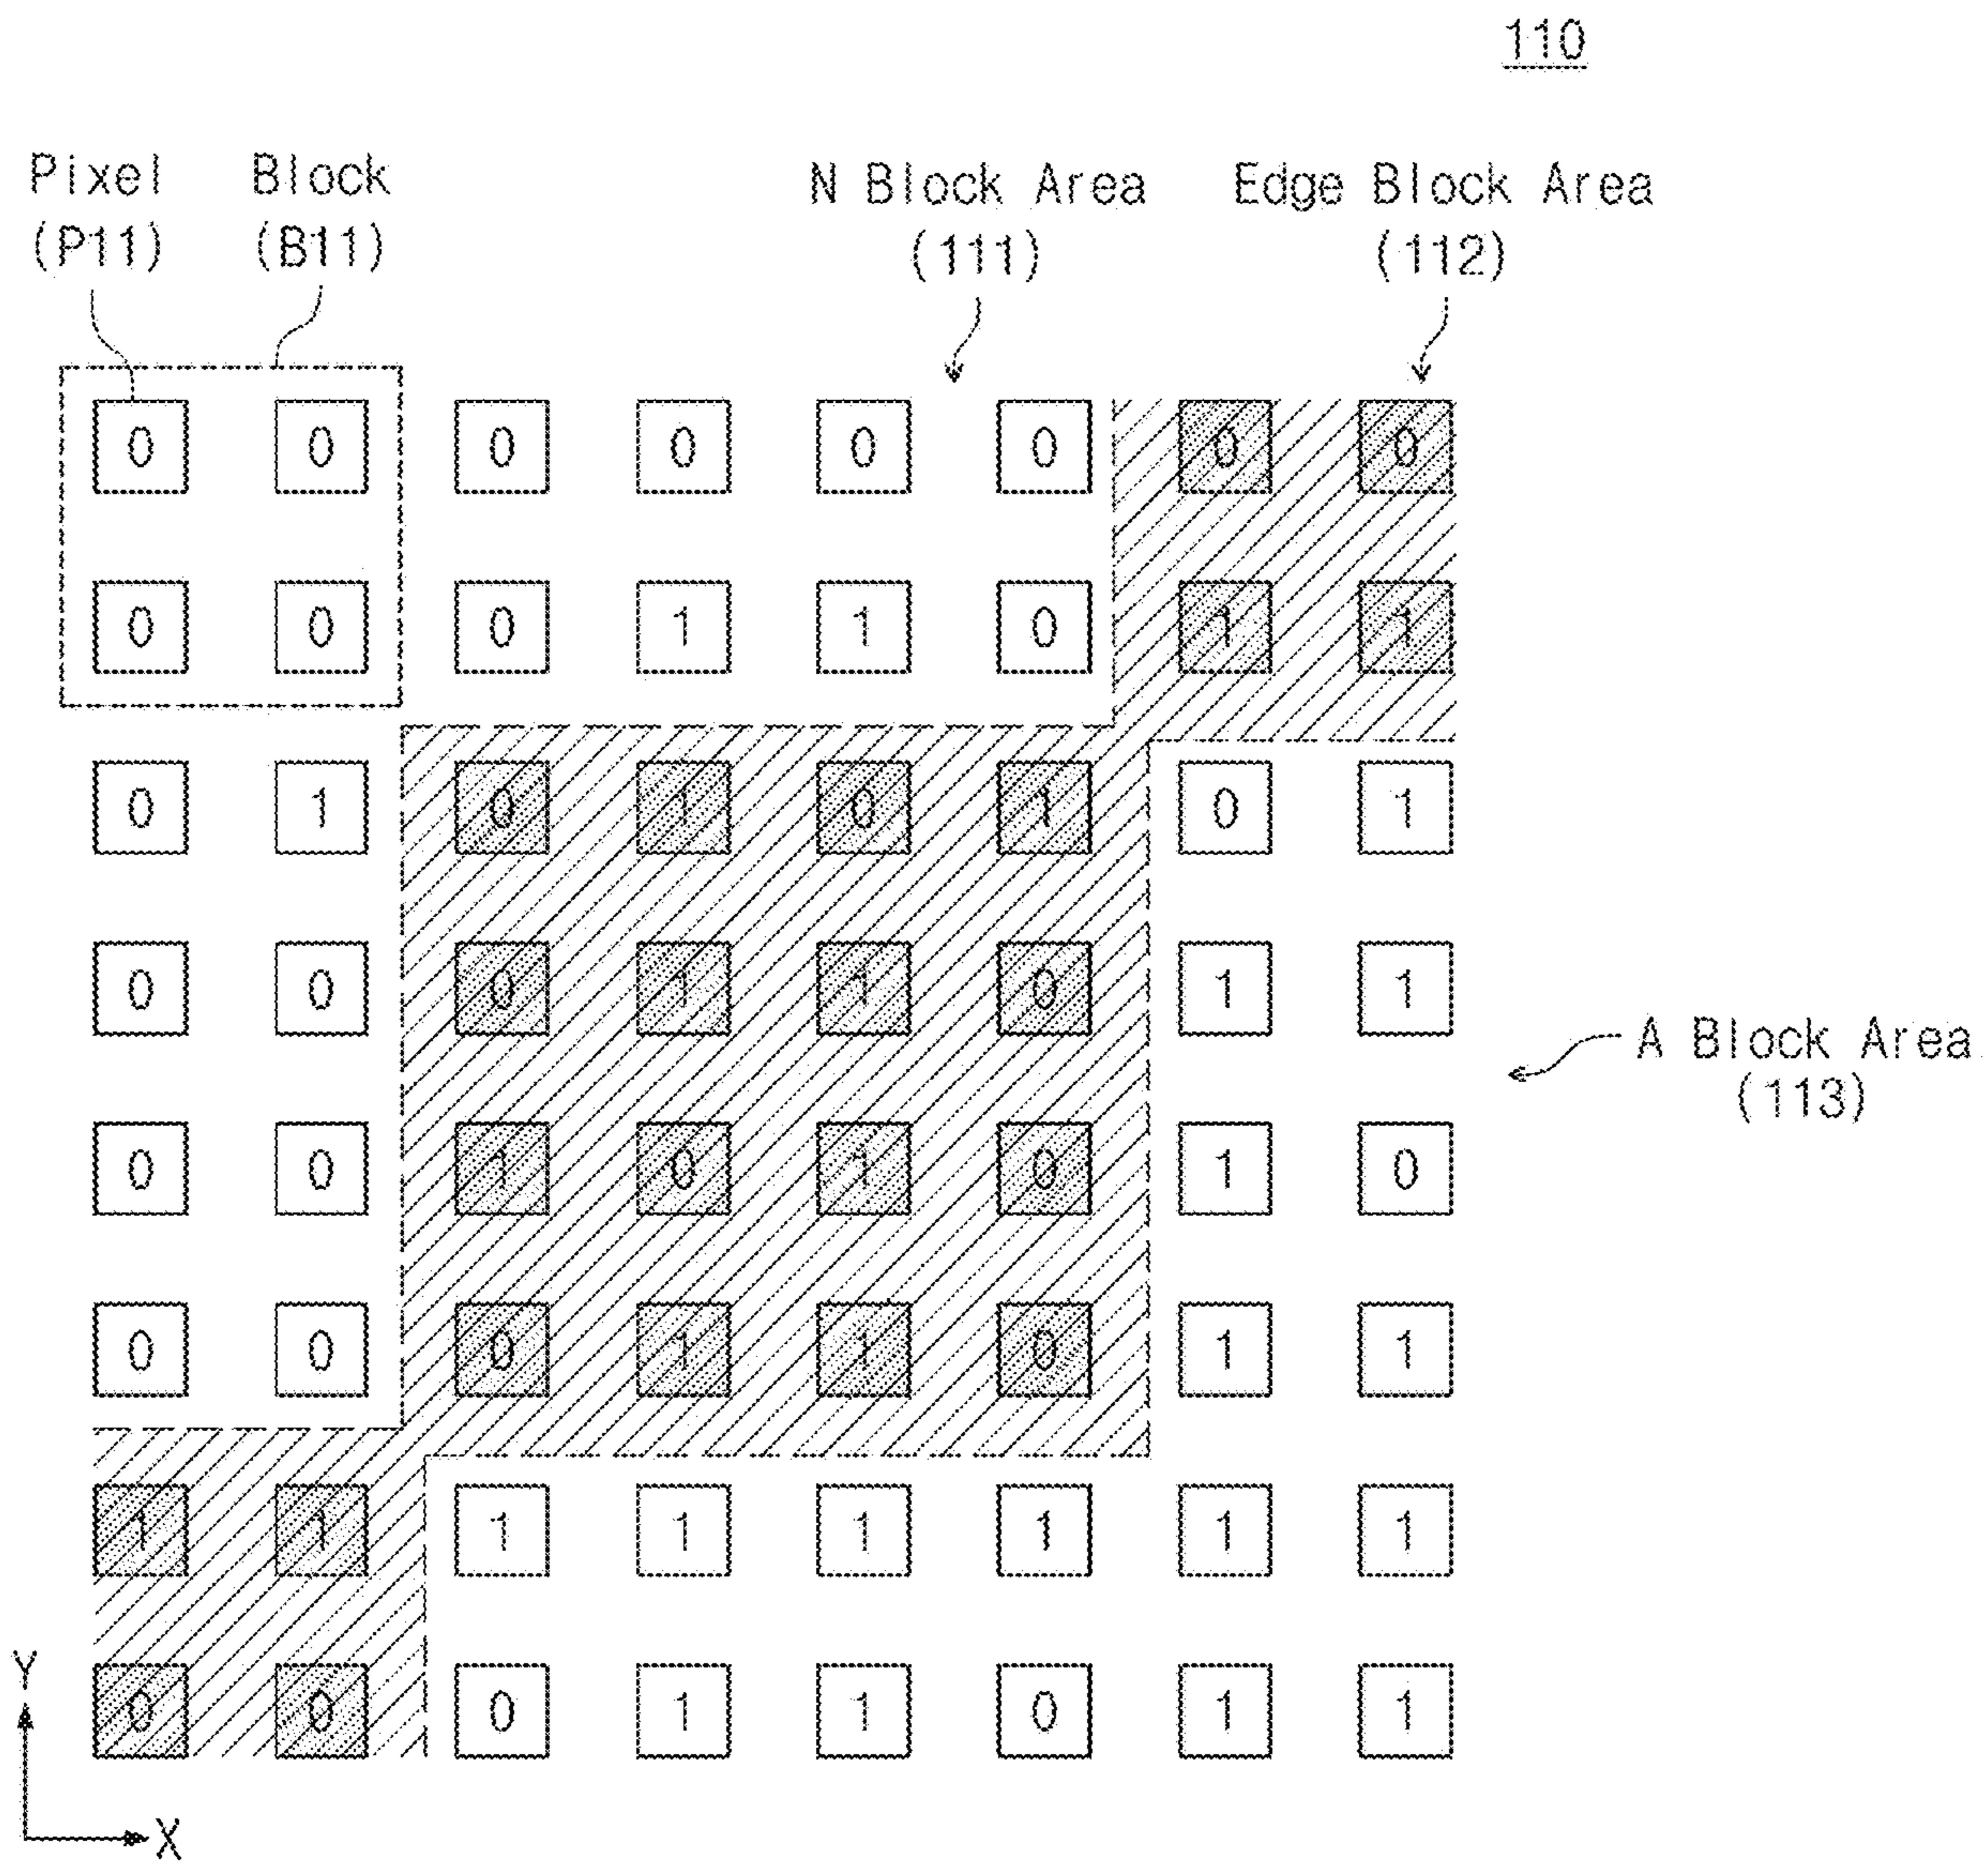 110
Pixel Block N Block Area Edge Block Area
(P11) (B11) (111) (112)
0 0 0 0 0 0 0 0
0 0 0 1 1 0 1 1
0 1 0 1 0 1 0 1
0 0 0 1 1 0 1 1
A Block Area
(113)
0 0 1 0 1 0 1 0
0 0 0 1 1 0 1 1
1 1 1 1 1 1 1 1
0 0 0 1 1 0 1 1
Y
X